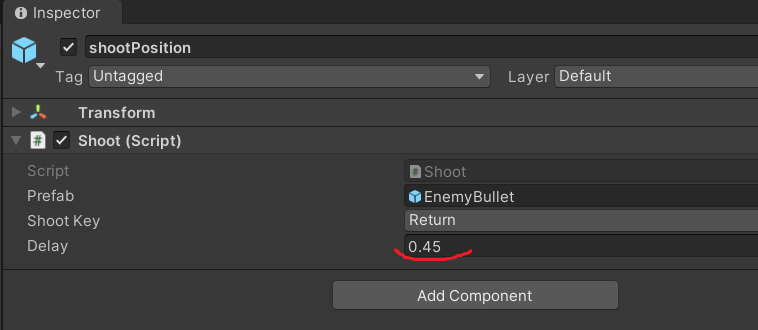 Inspector
shootPosition
Tag Untagged Layer Default
Transform
# Shoot (Script)
Script # Shoot
Prefab EnemyBullet
Shoot Key Return
Delay 0.45
Add Component